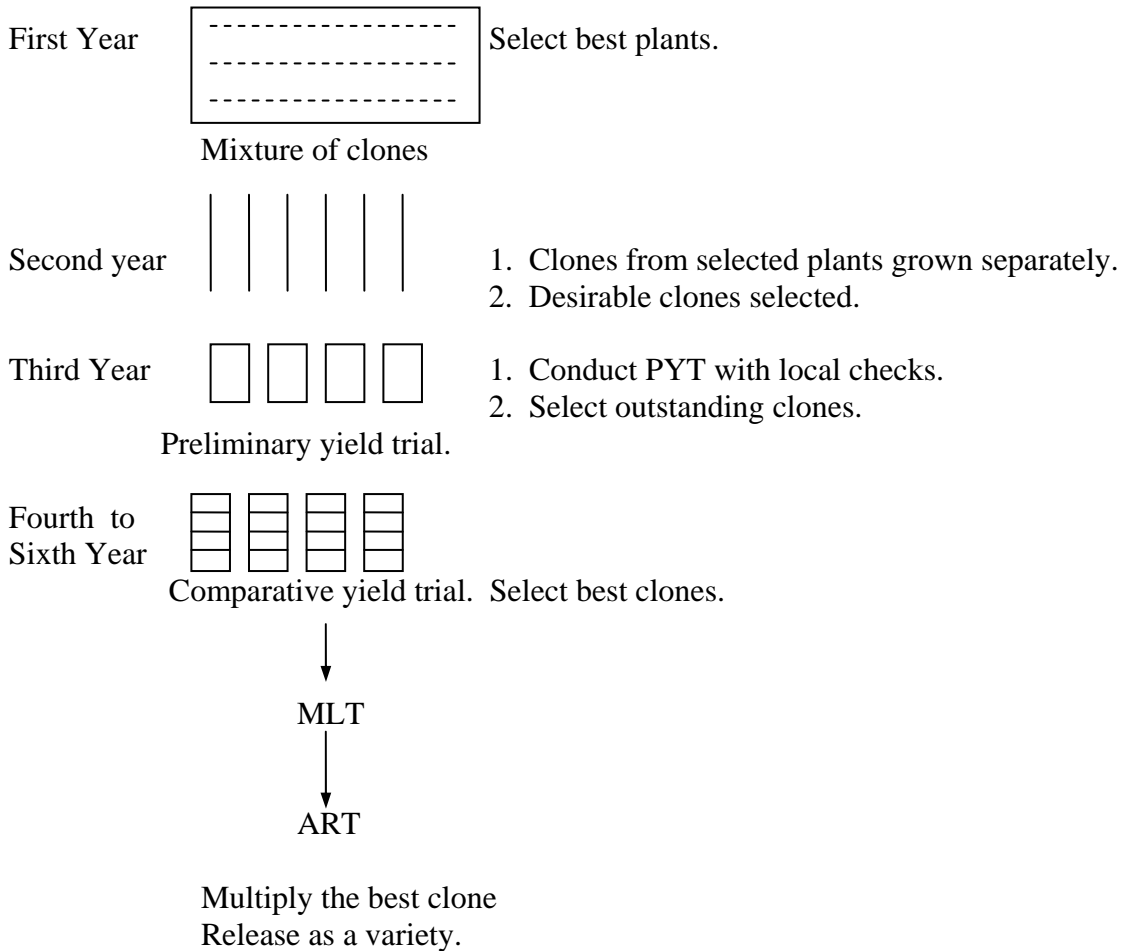 First Year
Select best plants.
Mixture of clones
Second year
1. Clones from selected plants grown separately.
2. Desirable clones selected.
Third Year
1. Conduct PYT with local checks.
2. Select outstanding clones.
Preliminary yield trial.
Fourth to
Sixth Year
Comparative yield trial. Select best clones.
MLT
ART
Multiply the best clone
Release as a variety.